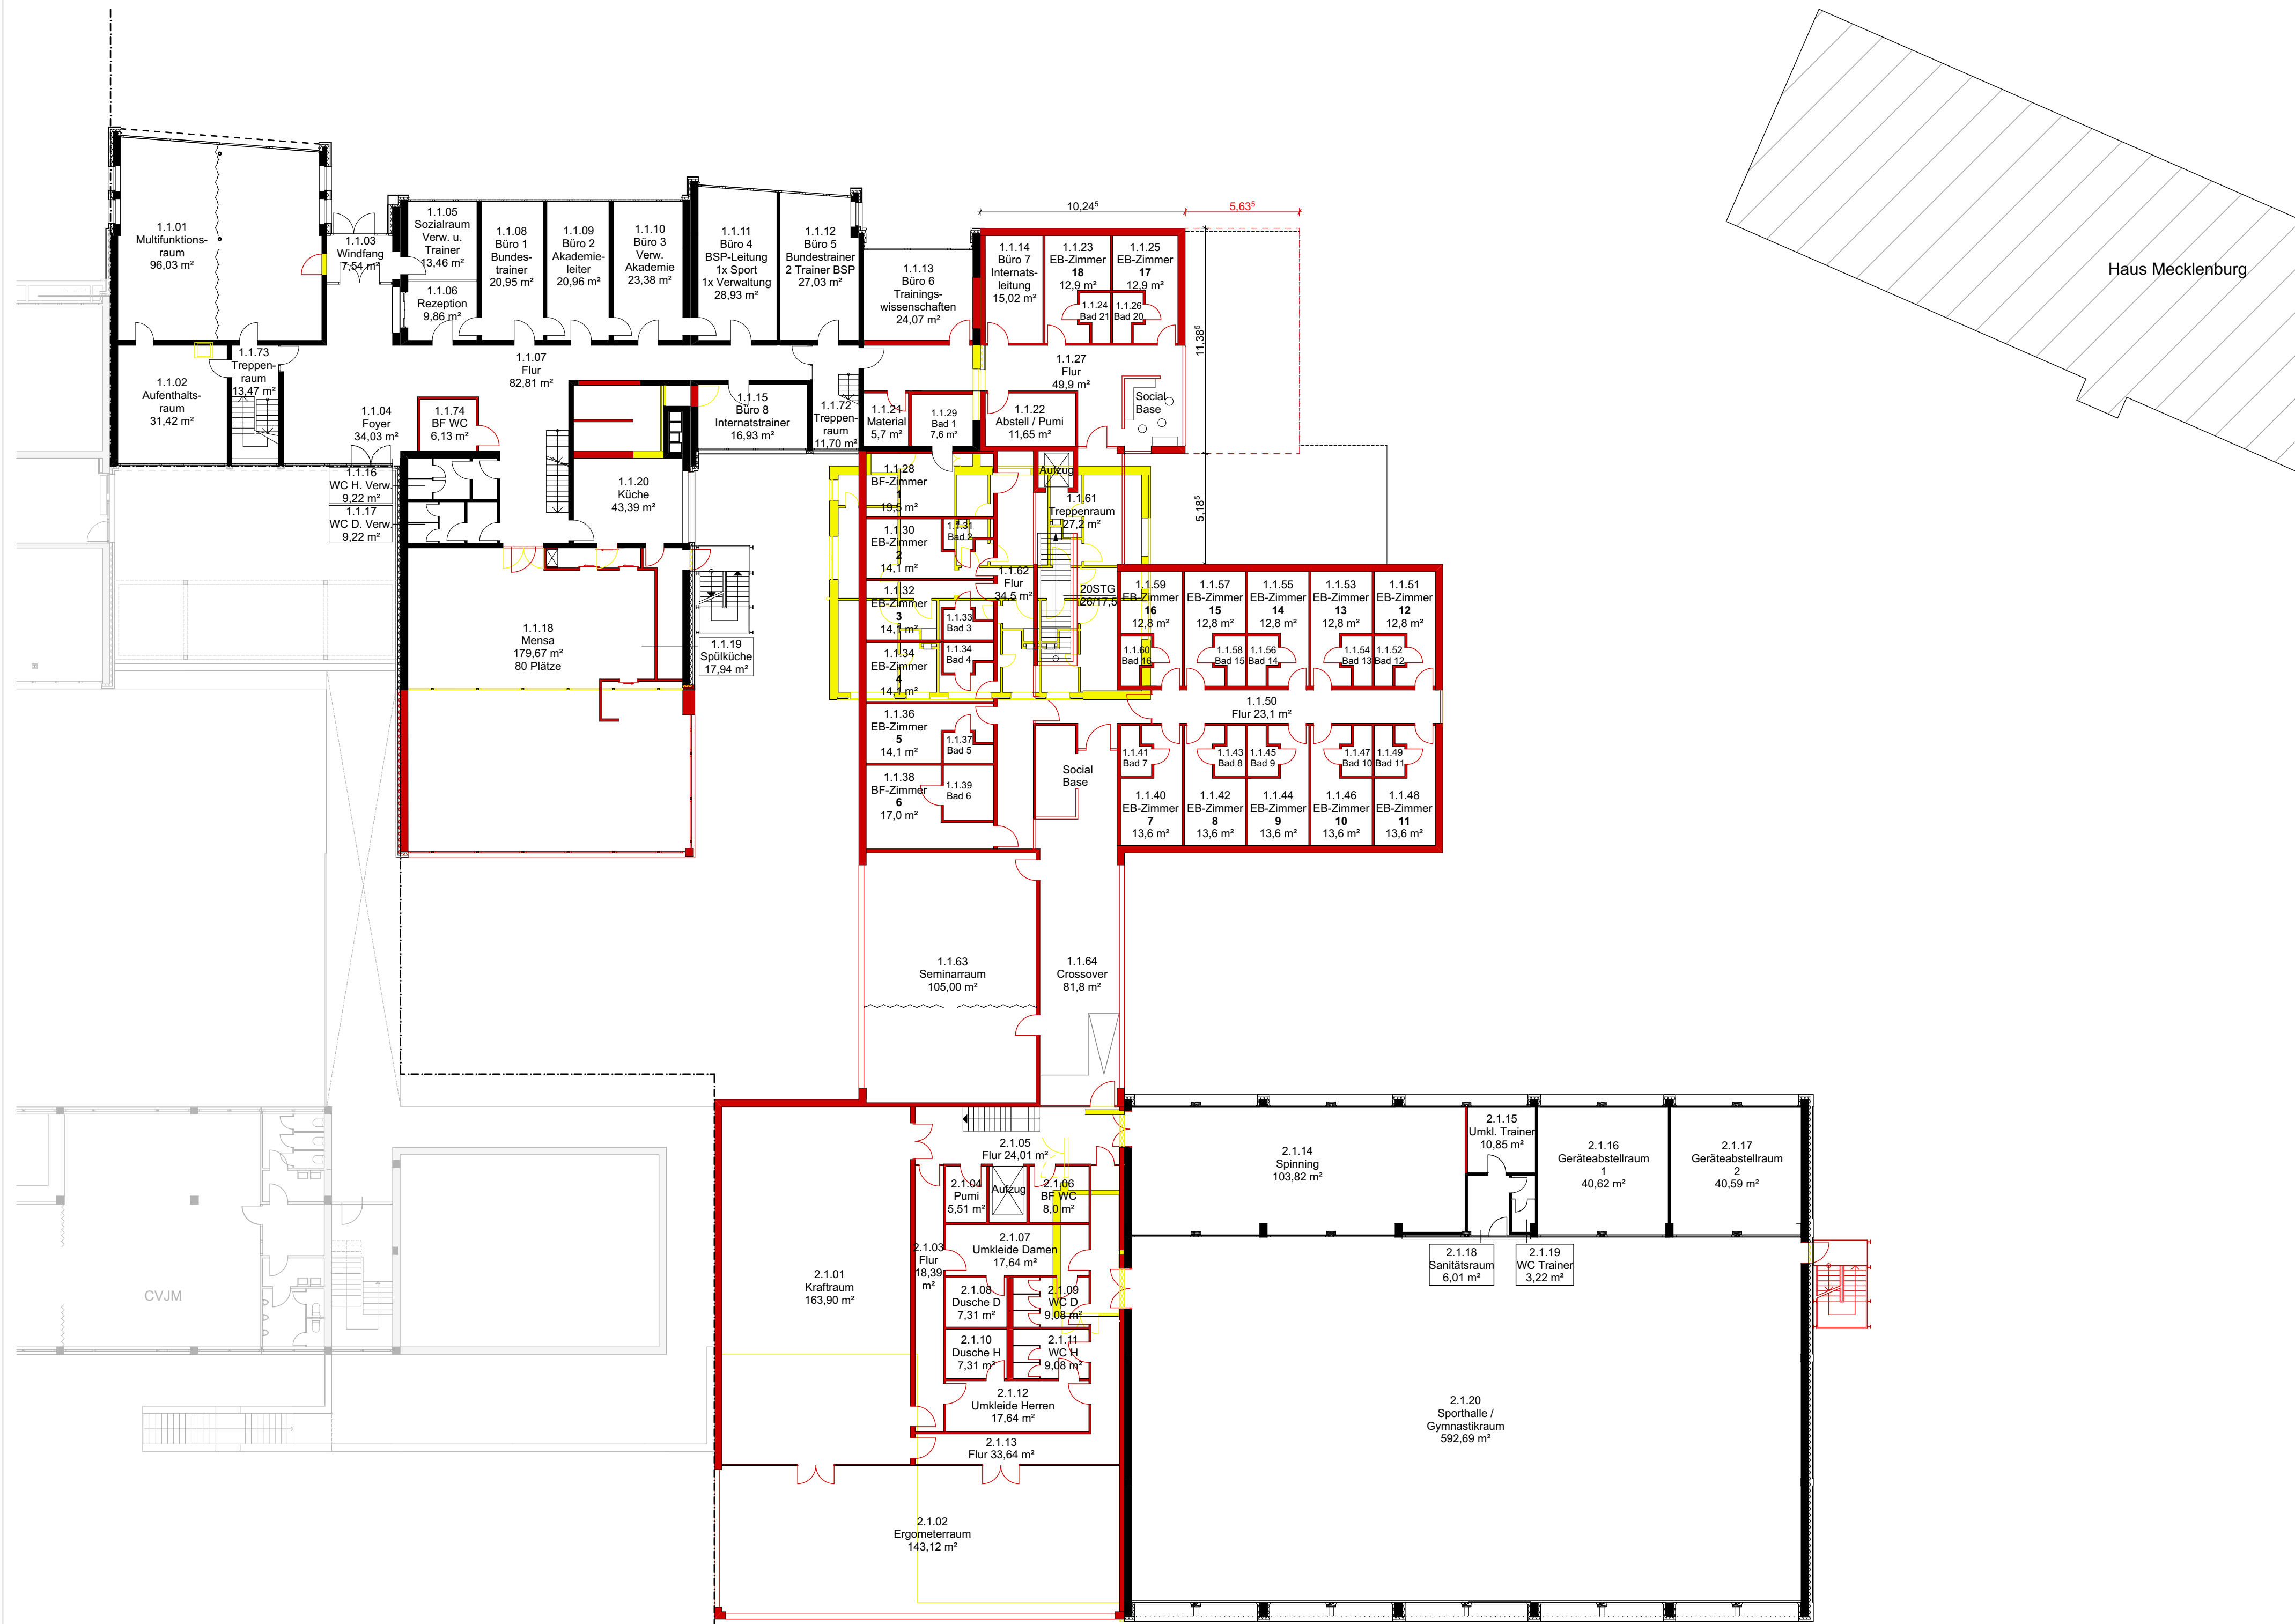 Haus Mecklenburg
10,24⁵
5,63⁵
11,38⁵
5,18⁵
1.1.01
Multifunktions-
raum
96,03 m²
1.1.03
Windfang
7,54 m²
1.1.05
Sozialraum
Verw. u.
Trainer
13,46 m²
1.1.06
Rezeption
9,86 m²
1.1.08
Büro 1
Bundes-
trainer
20,95 m²
1.1.09
Büro 2
Akademie-
leiter
20,96 m²
1.1.10
Büro 3
Verw.
Akademie
23,38 m²
1.1.11
Büro 4
BSP-Leitung
1x Sport
1x Verwaltung
28,93 m²
1.1.12
Büro 5
Bundestrainer
2 Trainer BSP
27,03 m²
1.1.13
Büro 6
Trainings-
wissenschaften
24,07 m²
1.1.14
Büro 7
Internats-
leitung
15,02 m²
1.1.23
EB-Zimmer
18
12,9 m²
1.1.24
Bad 21
1.1.25
EB-Zimmer
17
12,9 m²
1.1.26
Bad 20
1.1.02
Aufenthalts-
raum
31,42 m²
1.1.73
Treppen-
raum
13,47 m²
1.1.04
Foyer
34,03 m²
1.1.07
Flur
82,81 m²
1.1.74
BF WC
6,13 m²
1.1.15
Büro 8
Internatstrainer
16,93 m²
1.1.72
Treppen-
raum
11,70 m²
1.1.21
Material
5,7 m²
1.1.29
Bad 1
7,6 m²
1.1.22
Abstell / Pumi
11,65 m²
1.1.27
Flur
49,9 m²
Social
Base
1.1.16
WC H. Verw.
9,22 m²
1.1.17
WC D. Verw.
9,22 m²
1.1.20
Küche
43,39 m²
1.1.18
Mensa
179,67 m²
80 Plätze
1.1.19
Spülküche
17,94 m²
1.1.28
BF-Zimmer
1
19,5 m²
1.1.30
EB-Zimmer
2
14,1 m²
1.1.31
Bad 2
1.1.32
EB-Zimmer
3
14,1 m²
1.1.33
Bad 3
1.1.34
EB-Zimmer
4
14,1 m²
1.1.34
Bad 4
1.1.36
EB-Zimmer
5
14,1 m²
1.1.37
Bad 5
1.1.38
BF-Zimmer
6
17,0 m²
1.1.39
Bad 6
Aufzug
1.1.61
Treppenraum
27,2 m²
1.1.62
Flur
34,5 m²
20STG
26/17,5
1.1.59
EB-Zimmer
16
12,8 m²
1.1.60
Bad 16
1.1.57
EB-Zimmer
15
12,8 m²
1.1.58
Bad 15
1.1.55
EB-Zimmer
14
12,8 m²
1.1.56
Bad 14
1.1.53
EB-Zimmer
13
12,8 m²
1.1.54
Bad 13
1.1.51
EB-Zimmer
12
12,8 m²
1.1.52
Bad 12
1.1.50
Flur 23,1 m²
Social
Base
1.1.41
Bad 7
1.1.40
EB-Zimmer
7
13,6 m²
1.1.43
Bad 8
1.1.42
EB-Zimmer
8
13,6 m²
1.1.45
Bad 9
1.1.44
EB-Zimmer
9
13,6 m²
1.1.47
Bad 10
1.1.46
EB-Zimmer
10
13,6 m²
1.1.49
Bad 11
1.1.48
EB-Zimmer
11
13,6 m²
1.1.63
Seminarraum
105,00 m²
1.1.64
Crossover
81,8 m²
CVJM
2.1.01
Kraftraum
163,90 m²
2.1.03
Flur
18,39
m²
2.1.05
Flur 24,01 m²
2.1.04
Pumi
5,51 m²
Aufzug
2.1.06
BF WC
8,0 m²
2.1.07
Umkleide Damen
17,64 m²
2.1.08
Dusche D
7,31 m²
2.1.09
WC D
9,08 m²
2.1.10
Dusche H
7,31 m²
2.1.11
WC H
9,08 m²
2.1.12
Umkleide Herren
17,64 m²
2.1.13
Flur 33,64 m²
2.1.02
Ergometerraum
143,12 m²
2.1.14
Spinning
103,82 m²
2.1.15
Umkl. Trainer
10,85 m²
2.1.16
Geräteabstellraum
1
40,62 m²
2.1.17
Geräteabstellraum
2
40,59 m²
2.1.18
Sanitätsraum
6,01 m²
2.1.19
WC Trainer
3,22 m²
2.1.20
Sporthalle /
Gymnastikraum
592,69 m²